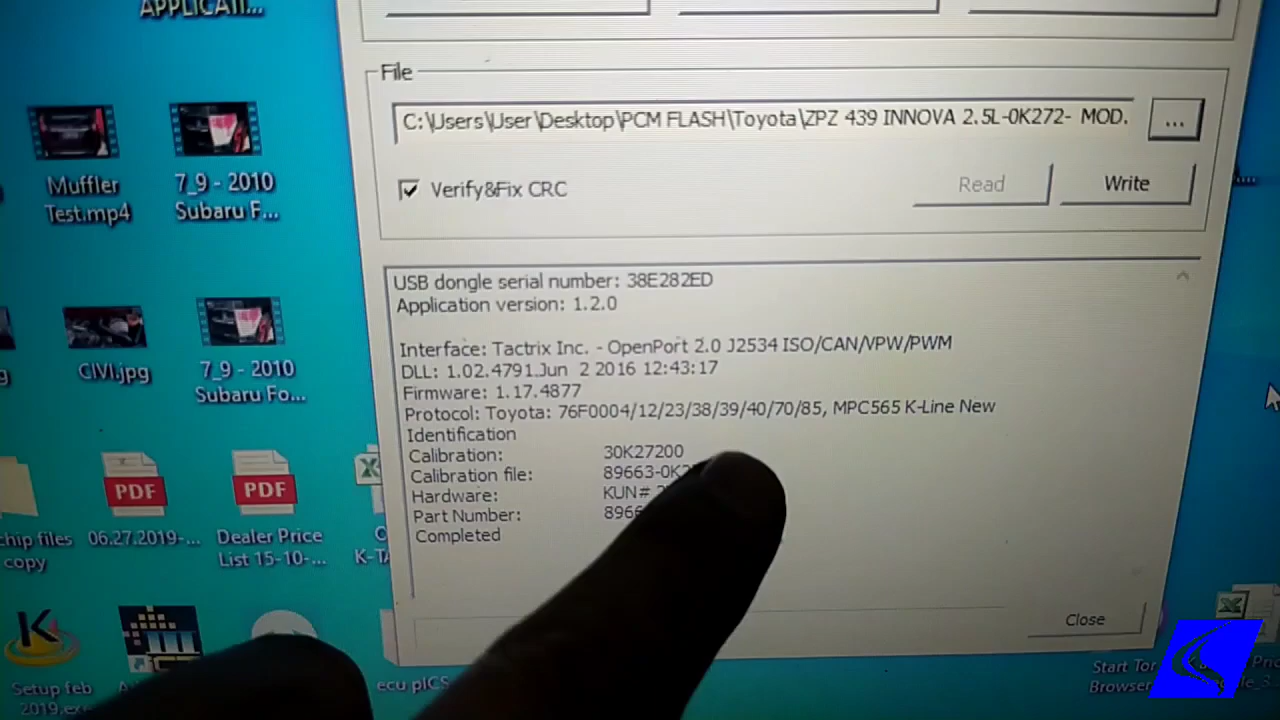 APPLICATI...
File
C:\Users\User\Desktop\PCM FLASH\Toyota\ZPZ 439 INNOVA 2.5L-0K272- MOD.
...
Verify&Fix CRC
Read
Write
USB dongle serial number: 38E282ED
Application version: 1.2.0
Interface: Tactrix Inc. - OpenPort 2.0 J2534 ISO/CAN/VPW/PWM
DLL: 1.02.4791.Jun 2 2016 12:43:17
Firmware: 1.17.4877
Protocol: Toyota: 76F0004/12/23/38/39/40/70/85, MPC565 K-Line New
Identification
Calibration: 30K27200
Calibration file: 89663-0K2
Hardware: KUN#
Part Number: 8966
Completed
Close
Muffler
Test.mp4
7_9 - 2010
Subaru F...
CIVI.jpg
7_9 - 2010
Subaru Fo...
PDF
PDF
chip files
copy
06.27.2019-...
Dealer Price
List 15-10-...
K-TA
K
Setup feb
2019.exe
ecu pICS
Start Tor
Browser